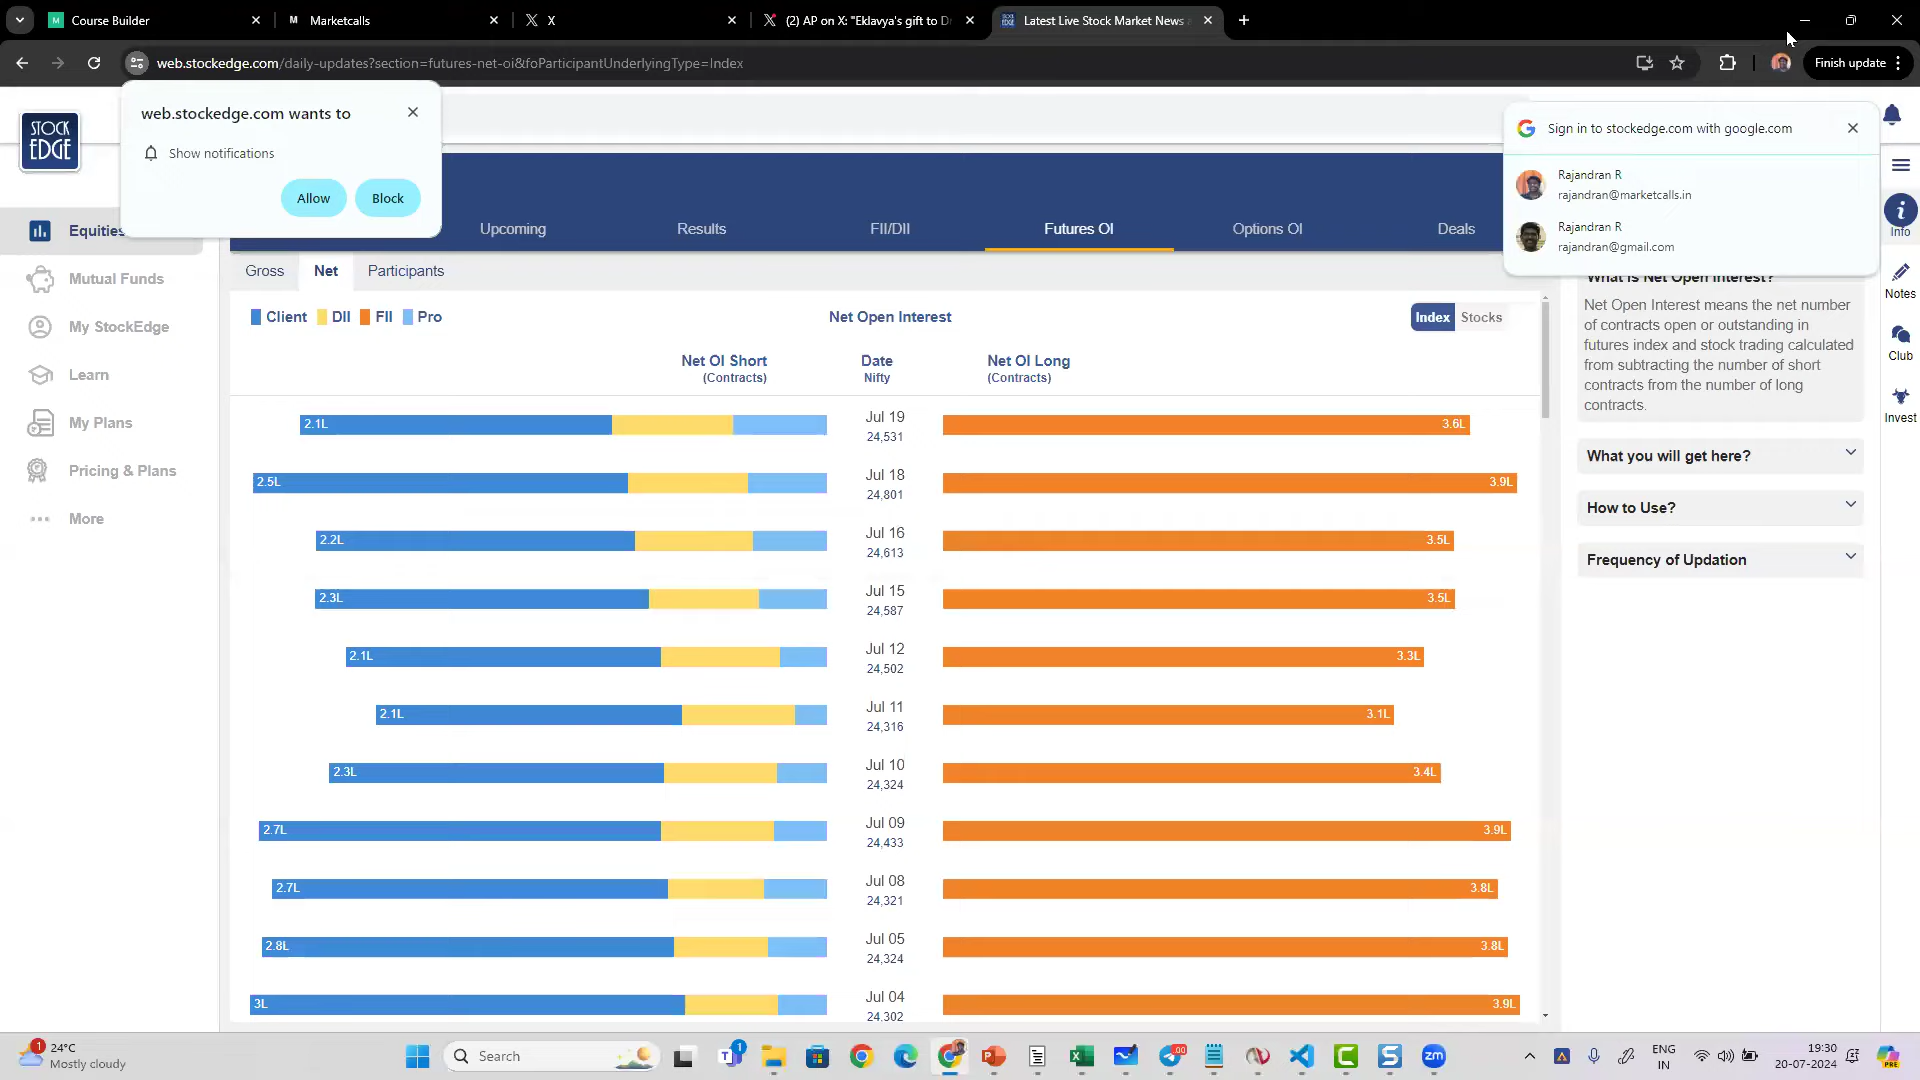 Course Builder
Marketcalls
X
(2) AP on X: "Eklavya's gift to D
Latest Live Stock Market News
web.stockedge.com/daily-updates?section=futures-net-oi&foParticipantUnderlyingType=Index
Finish update
STOCK
EDGE
web.stockedge.com wants to
Show notifications
Allow
Block
Sign in to stockedge.com with google.com
Rajandran R
rajandran@marketcalls.in
Rajandran R
rajandran@gmail.com
Equities
Mutual Funds
My StockEdge
Learn
My Plans
Pricing & Plans
More
Upcoming
Results
FII/DII
Futures OI
Options OI
Deals
Gross
Net
Participants
Client
DII
FII
Pro
Net Open Interest
Index
Stocks
Net OI Short
(Contracts)
Date
Nifty
Net OI Long
(Contracts)
2.1L
Jul 19
24,531
3.6L
2.5L
Jul 18
24,801
3.9L
2.2L
Jul 16
24,613
3.5L
2.3L
Jul 15
24,587
3.5L
2.1L
Jul 12
24,502
3.3L
2.1L
Jul 11
24,316
3.1L
2.3L
Jul 10
24,324
3.4L
2.7L
Jul 09
24,433
3.9L
2.7L
Jul 08
24,321
3.8L
2.8L
Jul 05
24,324
3.8L
3L
Jul 04
24,302
3.9L
What is Net Open Interest?
Net Open Interest means the net number
of contracts open or outstanding in
futures index and stock trading calculated
from subtracting the number of short
contracts from the number of long
contracts.
What you will get here?
How to Use?
Frequency of Updation
Info
Notes
Club
Invest
1
24°C
Mostly cloudy
Search
1
zm
ENG
IN
19:30
20-07-2024
PRE